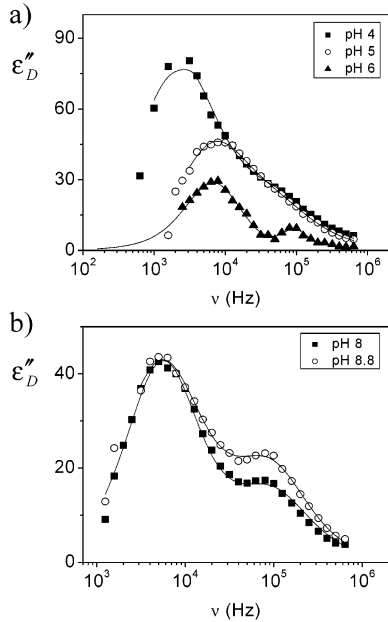 a)
ε″D
90
60
30
0
pH 4
pH 5
pH 6
10² 10³ 10⁴ 10⁵ 10⁶
ν (Hz)
b)
ε″D
40
20
0
pH 8
pH 8.8
10³ 10⁴ 10⁵ 10⁶
ν (Hz)